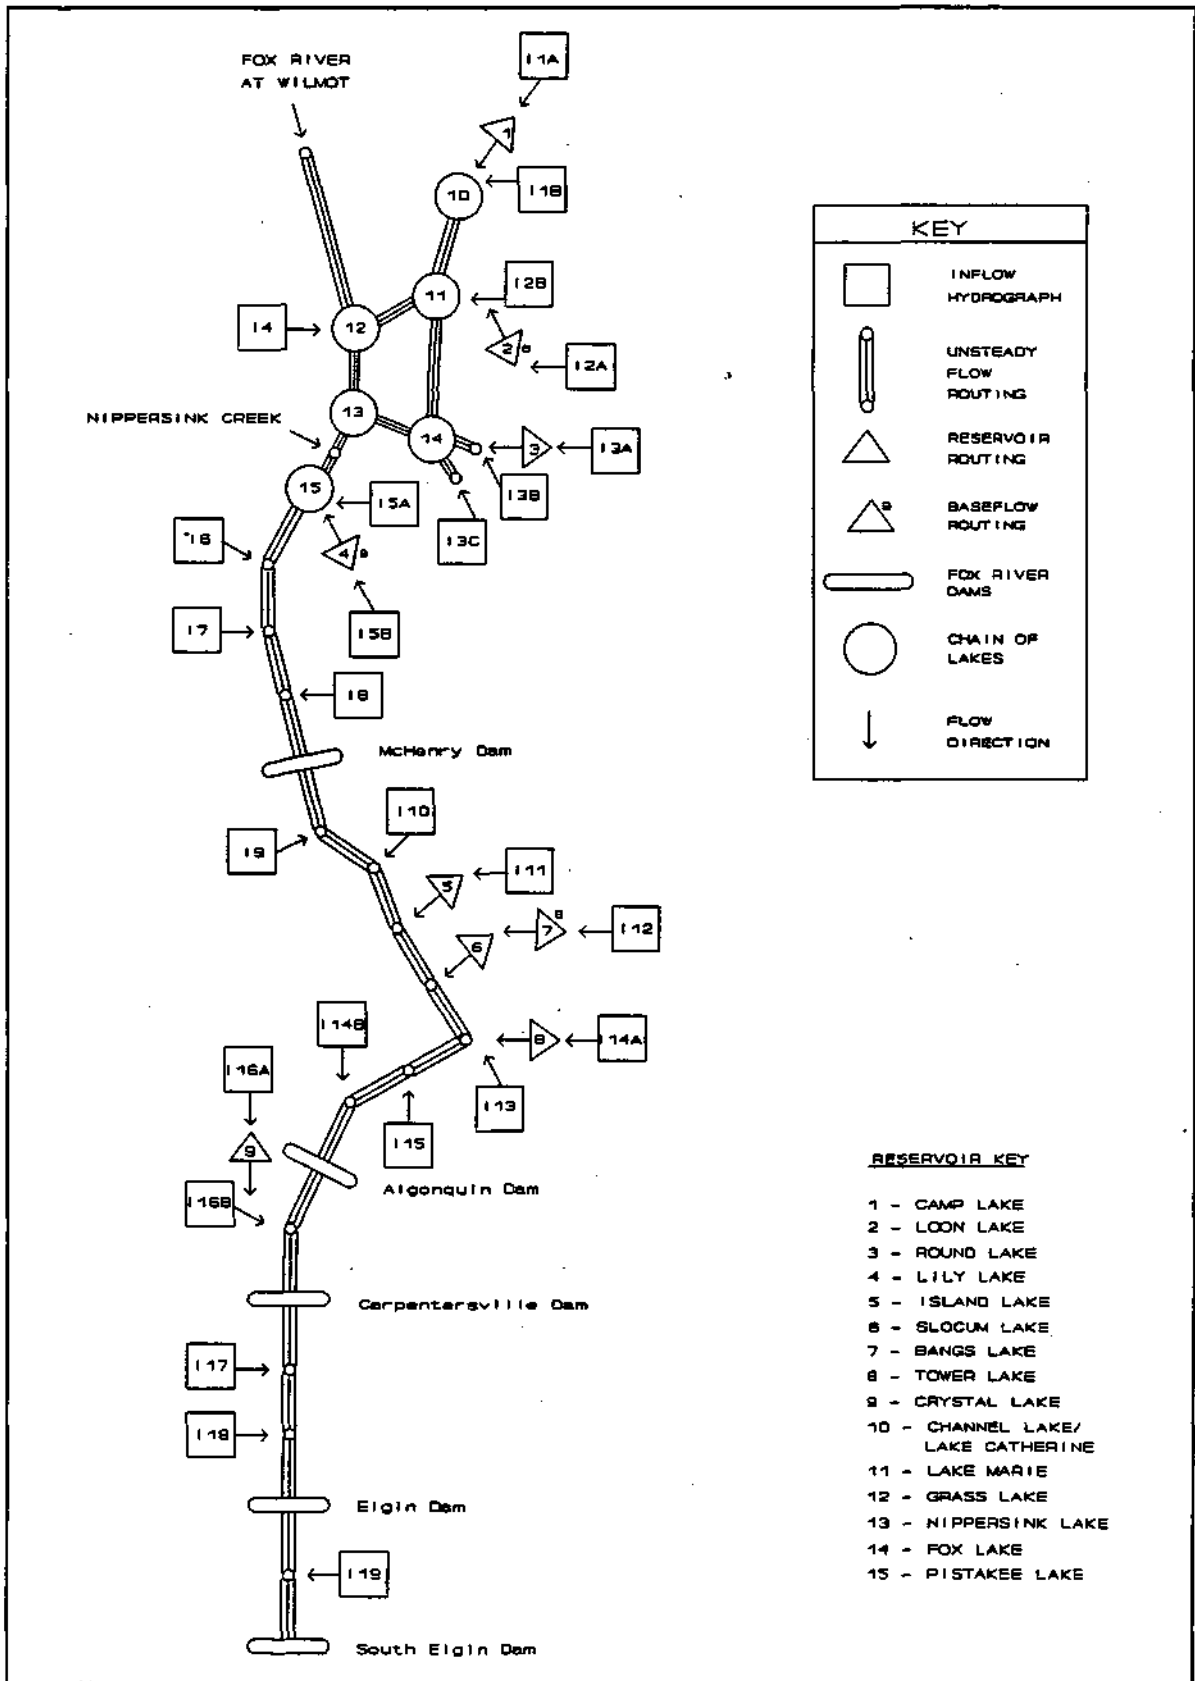 FOX RIVER
AT WILMOT
I1A
1
10
I1B
11
I2B
I4
12
2 B
I2A
NIPPERSINK CREEK
13
14
3
I3A
I3B
15
I5A
I3C
I6
4 B
I5B
I7
I8
McHenry Dam
I10
I9
5
I11
6
7 B
I12
I14B
8
I14A
I16A
I13
9
I15
I16B
Algonquin Dam
Carpentersville Dam
I17
I18
Elgin Dam
I19
South Elgin Dam
KEY
INFLOW
HYDROGRAPH
UNSTEADY
FLOW
ROUTING
RESERVOIR
ROUTING
B
BASEFLOW
ROUTING
FOX RIVER
DAMS
CHAIN OF
LAKES
FLOW
DIRECTION
RESERVOIR KEY
1 - CAMP LAKE
2 - LOON LAKE
3 - ROUND LAKE
4 - LILY LAKE
5 - ISLAND LAKE
6 - SLOCUM LAKE
7 - BANGS LAKE
8 - TOWER LAKE
9 - CRYSTAL LAKE
10 - CHANNEL LAKE/
LAKE CATHERINE
11 - LAKE MARIE
12 - GRASS LAKE
13 - NIPPERSINK LAKE
14 - FOX LAKE
15 - PISTAKEE LAKE